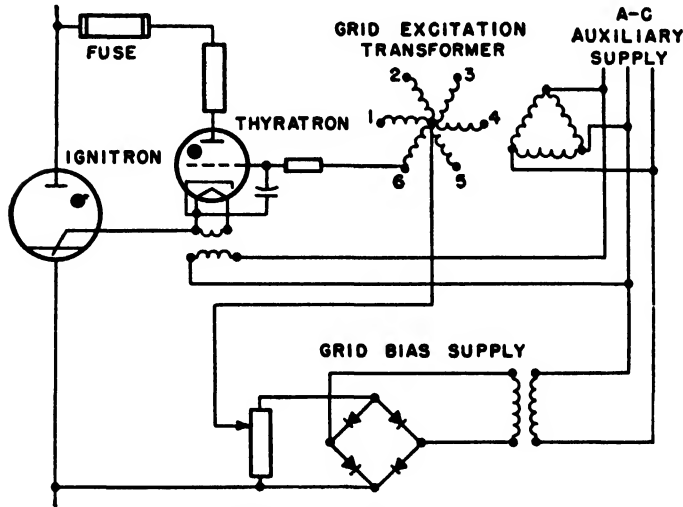 FUSE
GRID EXCITATION
TRANSFORMER
A-C
AUXILIARY
SUPPLY
2
3
1
4
6
5
THYRATRON
IGNITRON
GRID BIAS SUPPLY